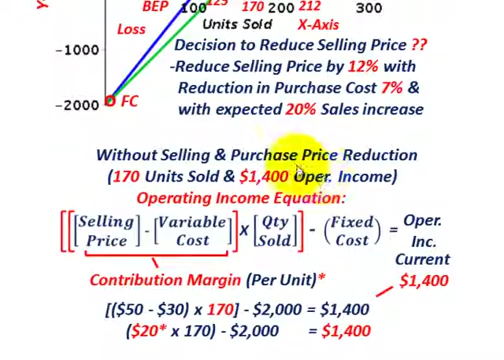 BEP
100 125 170 200 212 300
Units Sold X-Axis
Loss
-1000
-2000
FC
Decision to Reduce Selling Price ??
-Reduce Selling Price by 12% with
Reduction in Purchase Cost 7% &
with expected 20% Sales increase
Without Selling & Purchase Price Reduction
(170 Units Sold & $1,400 Oper. Income)
Operating Income Equation:
[[[Selling Price] - [Variable Cost]] x [Qty Sold]] - (Fixed Cost) = Oper. Inc. Current
Contribution Margin (Per Unit)* $1,400
[($50 - $30) x 170] - $2,000 = $1,400
($20* x 170) - $2,000 = $1,400